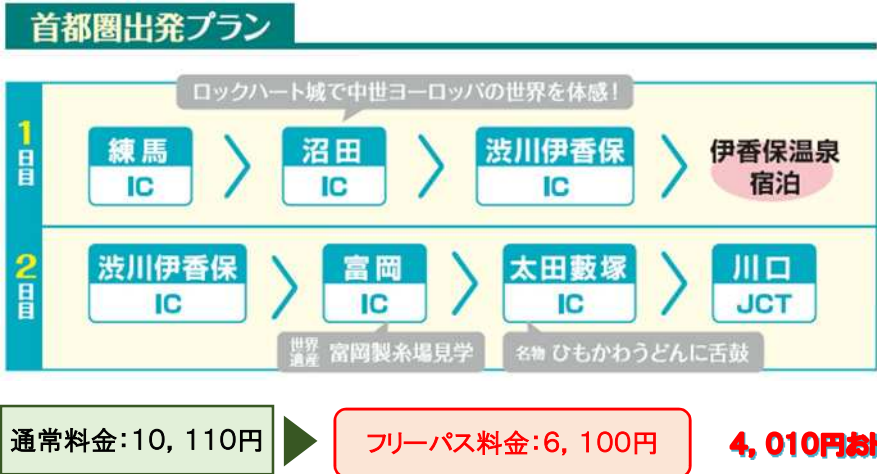 首都圏出発プラン
ロックハート城で中世ヨーロッパの世界を体感！
1日目
練馬 IC
沼田 IC
渋川伊香保 IC
伊香保温泉
宿泊
2日目
渋川伊香保 IC
富岡 IC
太田藪塚 IC
川口 JCT
世界遺産 富岡製糸場見学
名物 ひもかわうどんに舌鼓
通常料金：10，110円
フリーパス料金：6，100円
4，010円お